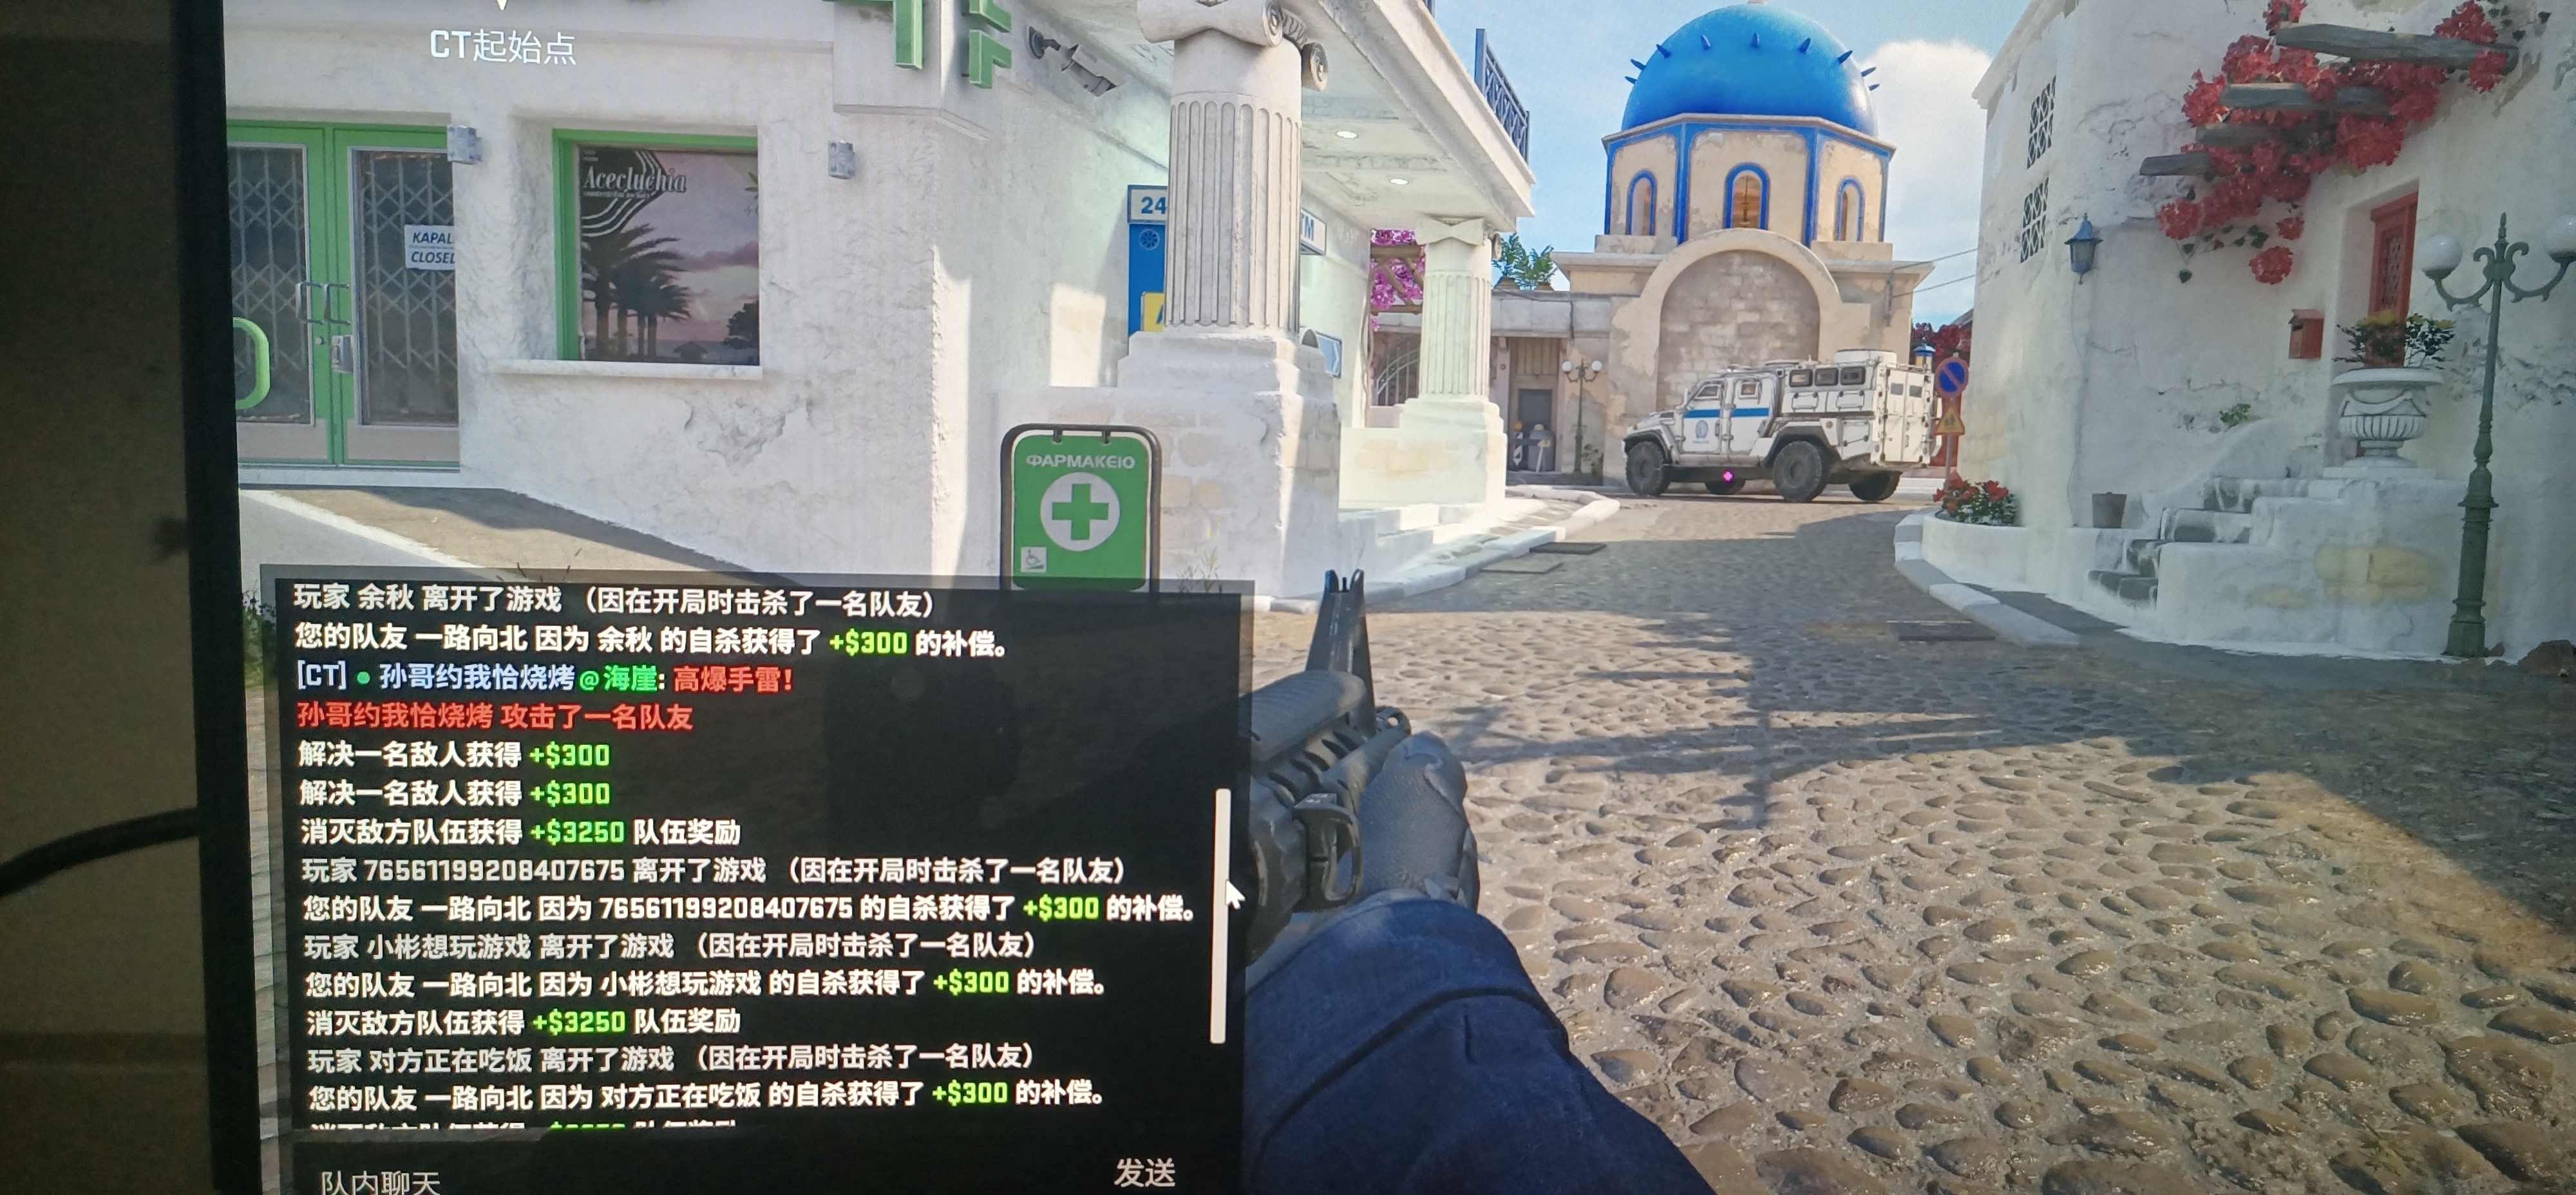 CT起始点
Acecluchia
24
KAPAL
CLOSED
ΦΑΡΜΑΚΕΙΟ
玩家 余秋 离开了游戏 （因在开局时击杀了一名队友）
您的队友 一路向北 因为 余秋 的自杀获得了 +$300 的补偿。
[CT] ● 孙哥约我恰烧烤@海崖: 高爆手雷!
孙哥约我恰烧烤 攻击了一名队友
解决一名敌人获得 +$300
解决一名敌人获得 +$300
消灭敌方队伍获得 +$3250 队伍奖励
玩家 76561199208407675 离开了游戏 （因在开局时击杀了一名队友）
您的队友 一路向北 因为 76561199208407675 的自杀获得了 +$300 的补偿。
玩家 小彬想玩游戏 离开了游戏 （因在开局时击杀了一名队友）
您的队友 一路向北 因为 小彬想玩游戏 的自杀获得了 +$300 的补偿。
消灭敌方队伍获得 +$3250 队伍奖励
玩家 对方正在吃饭 离开了游戏 （因在开局时击杀了一名队友）
您的队友 一路向北 因为 对方正在吃饭 的自杀获得了 +$300 的补偿。
队内聊天
发送